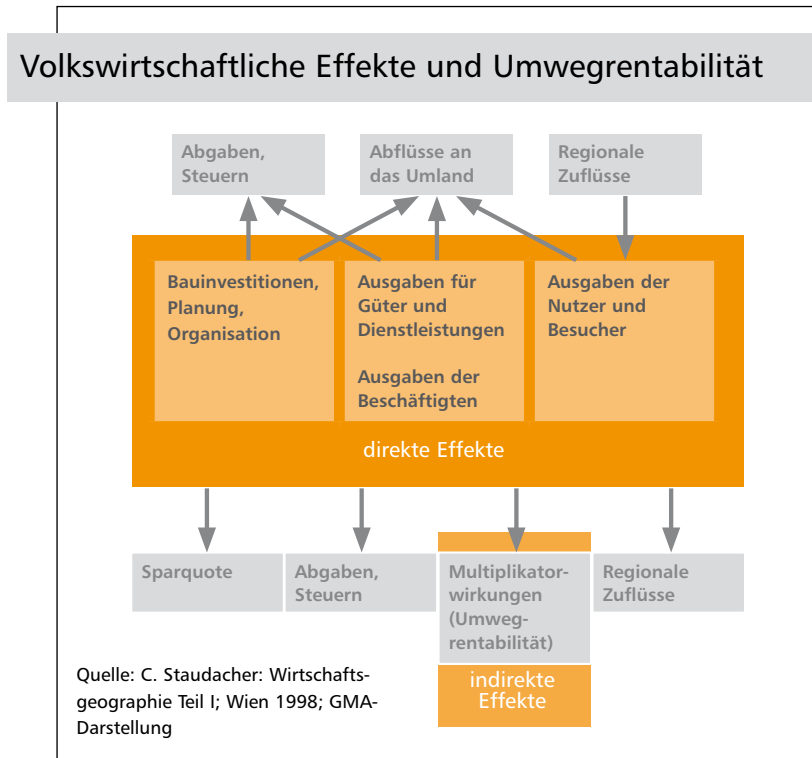 Volkswirtschaftliche Effekte und Umwegrentabilität
Abgaben,
Steuern
Abflüsse an
das Umland
Regionale
Zuflüsse
Bauinvestitionen,
Planung,
Organisation
Ausgaben für
Güter und
Dienstleistungen
Ausgaben der
Beschäftigten
Ausgaben der
Nutzer und
Besucher
direkte Effekte
Sparquote
Abgaben,
Steuern
Multiplikator-
wirkungen
(Umweg-
rentabilität)
Regionale
Zuflüsse
indirekte
Effekte
Quelle: C. Staudacher: Wirtschafts-
geographie Teil I; Wien 1998; GMA-
Darstellung